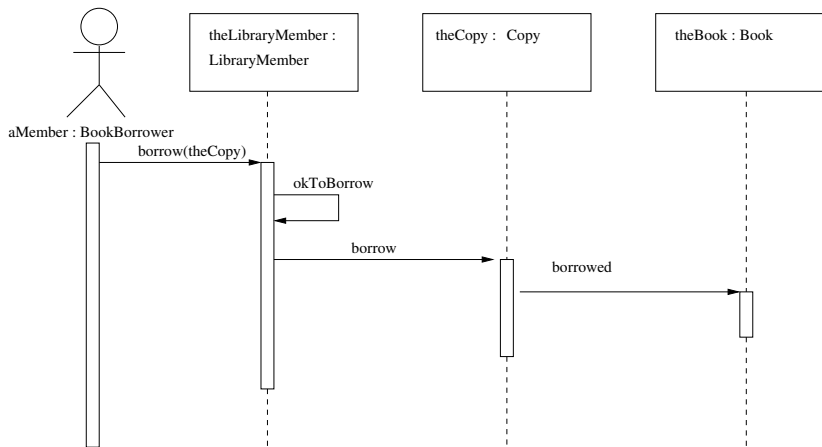 theLibraryMember :
LibraryMember
theCopy : Copy
theBook : Book
aMember : BookBorrower
borrow(theCopy)
okToBorrow
borrow
borrowed